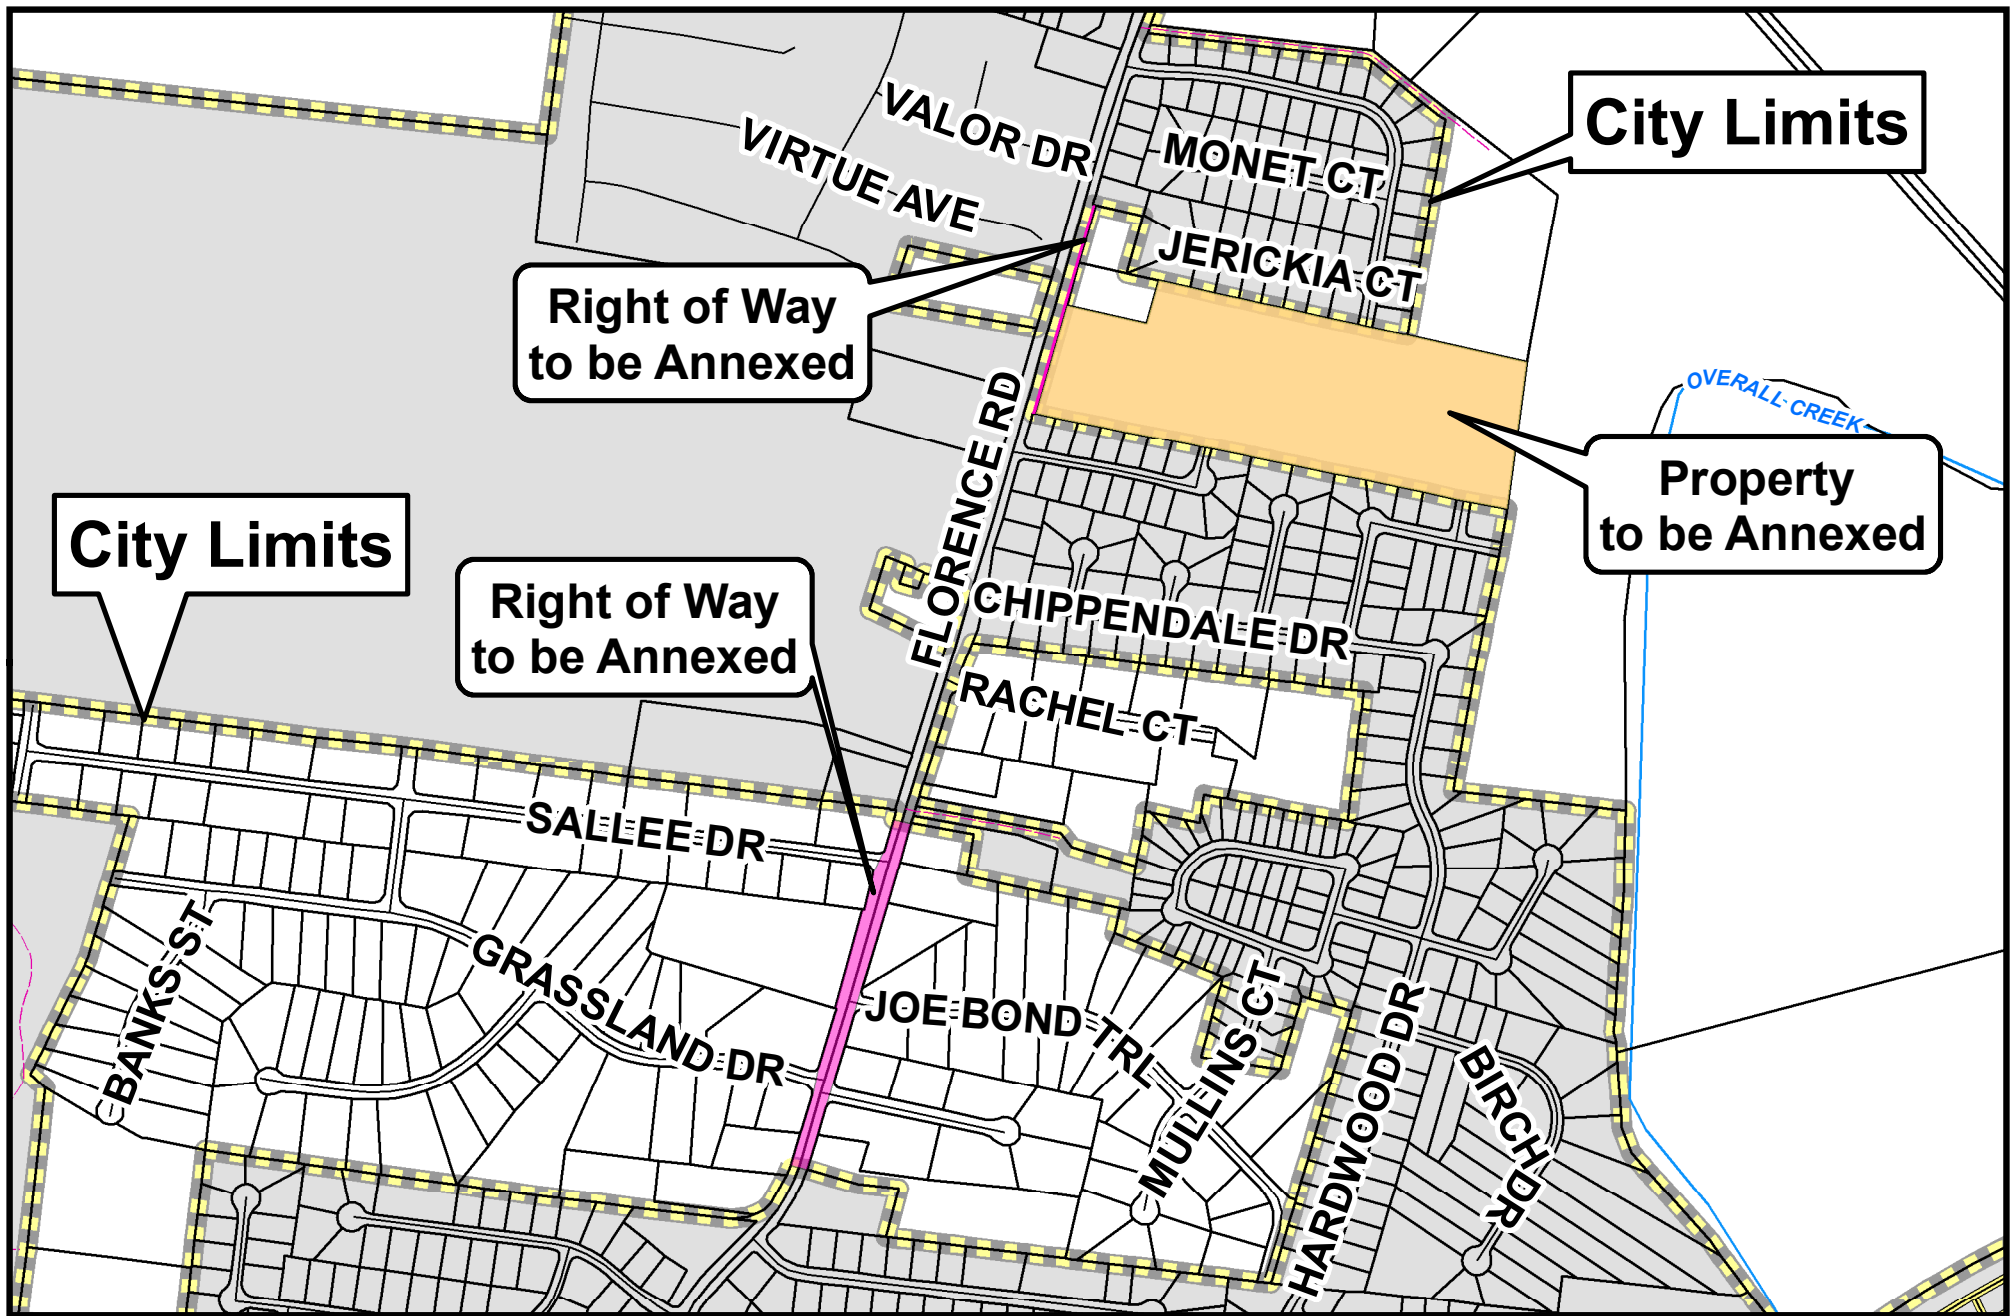 VALOR DR
VIRTUE AVE
MONET CT
City Limits
JERICKIA CT
Right of Way
to be Annexed
FLORENCE RD
OVERALL CREEK
Property
to be Annexed
City Limits
Right of Way
to be Annexed
CHIPPENDALE DR
RACHEL CT
SALLEE DR
BANKS ST
GRASSLAND DR
JOE BOND TRL
MULLINS CT
HARDWOOD DR
BIRCH DR